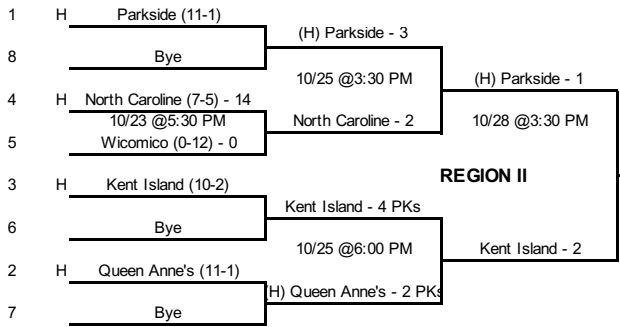 1 H Parkside (11-1)
(H) Parkside - 3
8 Bye
10/25 @3:30 PM
(H) Parkside - 1
4 H North Caroline (7-5) - 14
10/23 @5:30 PM
North Caroline - 2
10/28 @3:30 PM
5 Wicomico (0-12) - 0
REGION II
3 H Kent Island (10-2)
Kent Island - 4 PKs
6 Bye
10/25 @6:00 PM
Kent Island - 2
2 H Queen Anne's (11-1)
(H) Queen Anne's - 2 PKs
7 Bye